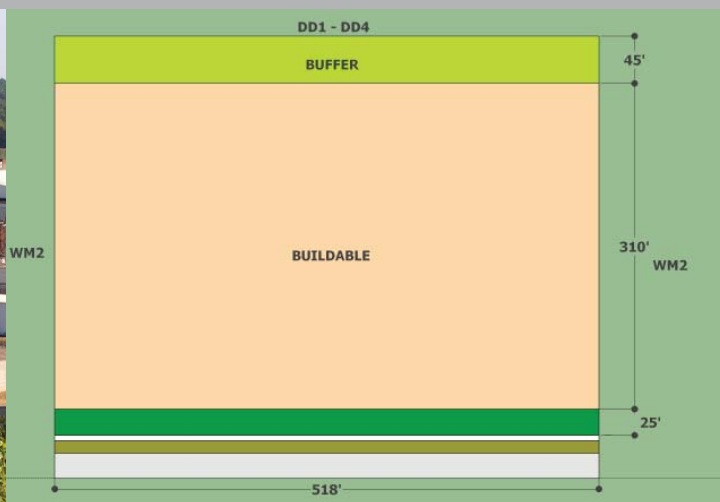 DD1 - DD4
BUFFER
45'
WM2
BUILDABLE
310'
WM2
25'
518'